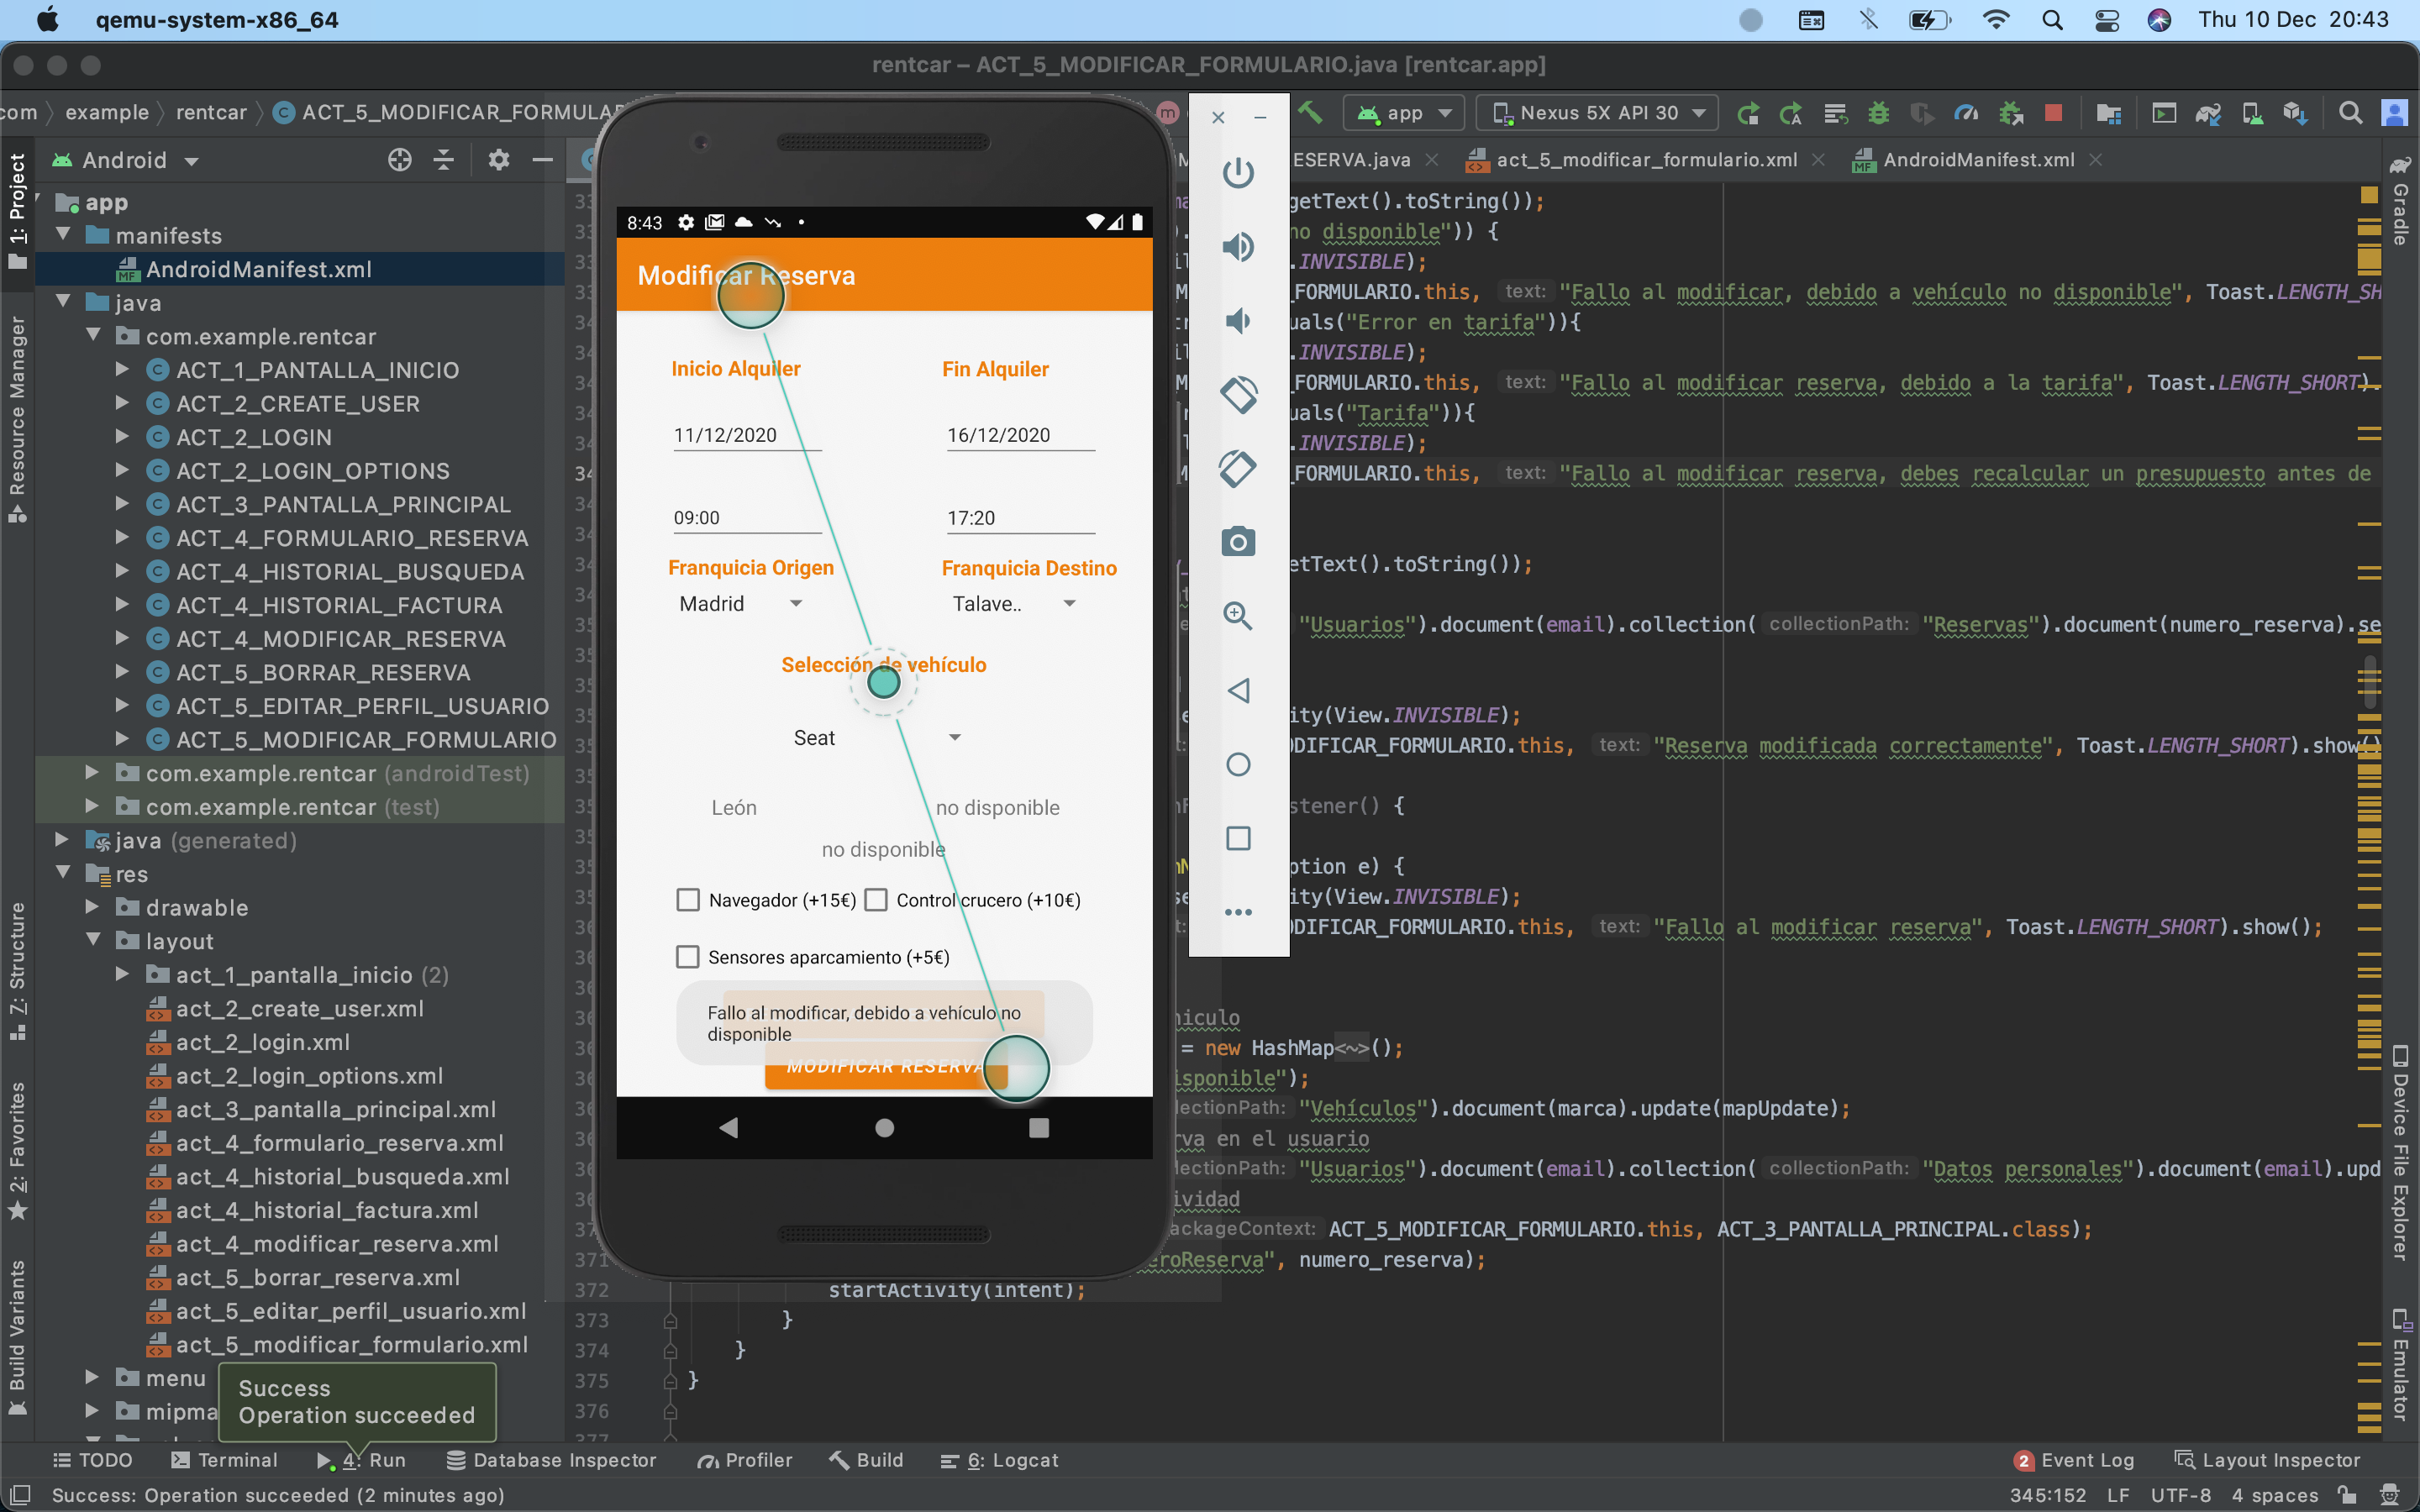 qemu-system-x86_64
Thu 10 Dec 20:43
rentcar – ACT_5_MODIFICAR_FORMULARIO.java [rentcar.app]
com
example
rentcar
ACT_5_MODIFICAR_FORMULAR
app
Nexus 5X API 30
Android
ESERVA.java
act_5_modificar_formulario.xml
AndroidManifest.xml
1: Project
Resource Manager
7: Structure
2: Favorites
Build Variants
app
manifests
AndroidManifest.xml
java
com.example.rentcar
ACT_1_PANTALLA_INICIO
ACT_2_CREATE_USER
ACT_2_LOGIN
ACT_2_LOGIN_OPTIONS
ACT_3_PANTALLA_PRINCIPAL
ACT_4_FORMULARIO_RESERVA
ACT_4_HISTORIAL_BUSQUEDA
ACT_4_HISTORIAL_FACTURA
ACT_4_MODIFICAR_RESERVA
ACT_5_BORRAR_RESERVA
ACT_5_EDITAR_PERFIL_USUARIO
ACT_5_MODIFICAR_FORMULARIO
com.example.rentcar (androidTest)
com.example.rentcar (test)
java (generated)
res
drawable
layout
act_1_pantalla_inicio (2)
act_2_create_user.xml
act_2_login.xml
act_2_login_options.xml
act_3_pantalla_principal.xml
act_4_formulario_reserva.xml
act_4_historial_busqueda.xml
act_4_historial_factura.xml
act_4_modificar_reserva.xml
act_5_borrar_reserva.xml
act_5_editar_perfil_usuario.xml
act_5_modificar_formulario.xml
menu
mipma
Success
Operation succeeded
8:43
Modificar Reserva
Inicio Alquiler
Fin Alquiler
11/12/2020
16/12/2020
09:00
17:20
Franquicia Origen
Franquicia Destino
Madrid
Talave..
Selección de vehículo
Seat
León
no disponible
no disponible
Navegador (+15€)
Control crucero (+10€)
Sensores aparcamiento (+5€)
Fallo al modificar, debido a vehículo no
disponible
MODIFICAR RESERVA
getText().toString());
no disponible")) {
.INVISIBLE);
_FORMULARIO.this, text: "Fallo al modificar, debido a vehículo no disponible", Toast.LENGTH_SH
uals("Error en tarifa")){
.INVISIBLE);
_FORMULARIO.this, text: "Fallo al modificar reserva, debido a la tarifa", Toast.LENGTH_SHORT).
uals("Tarifa")){
.INVISIBLE);
_FORMULARIO.this, text: "Fallo al modificar reserva, debes recalcular un presupuesto antes de
etText().toString());
"Usuarios").document(email).collection( collectionPath: "Reservas").document(numero_reserva).se
ity(View.INVISIBLE);
ODIFICAR_FORMULARIO.this, text: "Reserva modificada correctamente", Toast.LENGTH_SHORT).show()
stener() {
ption e) {
ity(View.INVISIBLE);
ODIFICAR_FORMULARIO.this, text: "Fallo al modificar reserva", Toast.LENGTH_SHORT).show();
hiculo
= new HashMap<~>();
isponible");
lectionPath: "Vehículos").document(marca).update(mapUpdate);
rva en el usuario
lectionPath: "Usuarios").document(email).collection( collectionPath: "Datos personales").document(email).upd
ividad
ackageContext: ACT_5_MODIFICAR_FORMULARIO.this, ACT_3_PANTALLA_PRINCIPAL.class);
371 eroReserva", numero_reserva);
372 startActivity(intent);
373 }
374 }
375 }
376
377
Gradle
Device File Explorer
Emulator
TODO
Terminal
4: Run
Database Inspector
Profiler
Build
6: Logcat
2 Event Log
Layout Inspector
Success: Operation succeeded (2 minutes ago)
345:152 LF UTF-8 4 spaces